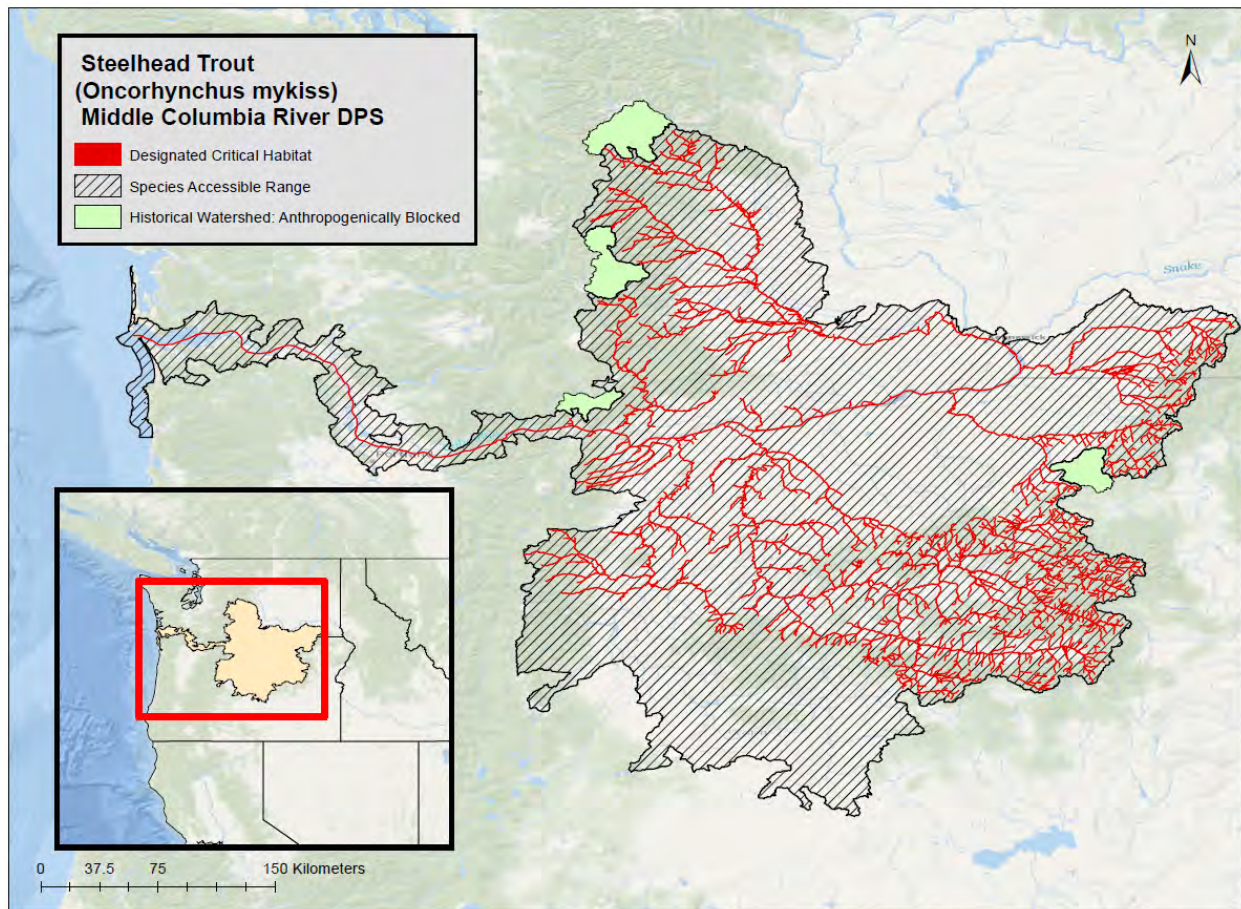 Steelhead Trout
(Oncorhynchus mykiss)
Middle Columbia River DPS
Designated Critical Habitat
Species Accessible Range
Historical Watershed: Anthropogenically Blocked
N
Snake
0 37.5 75 150 Kilometers